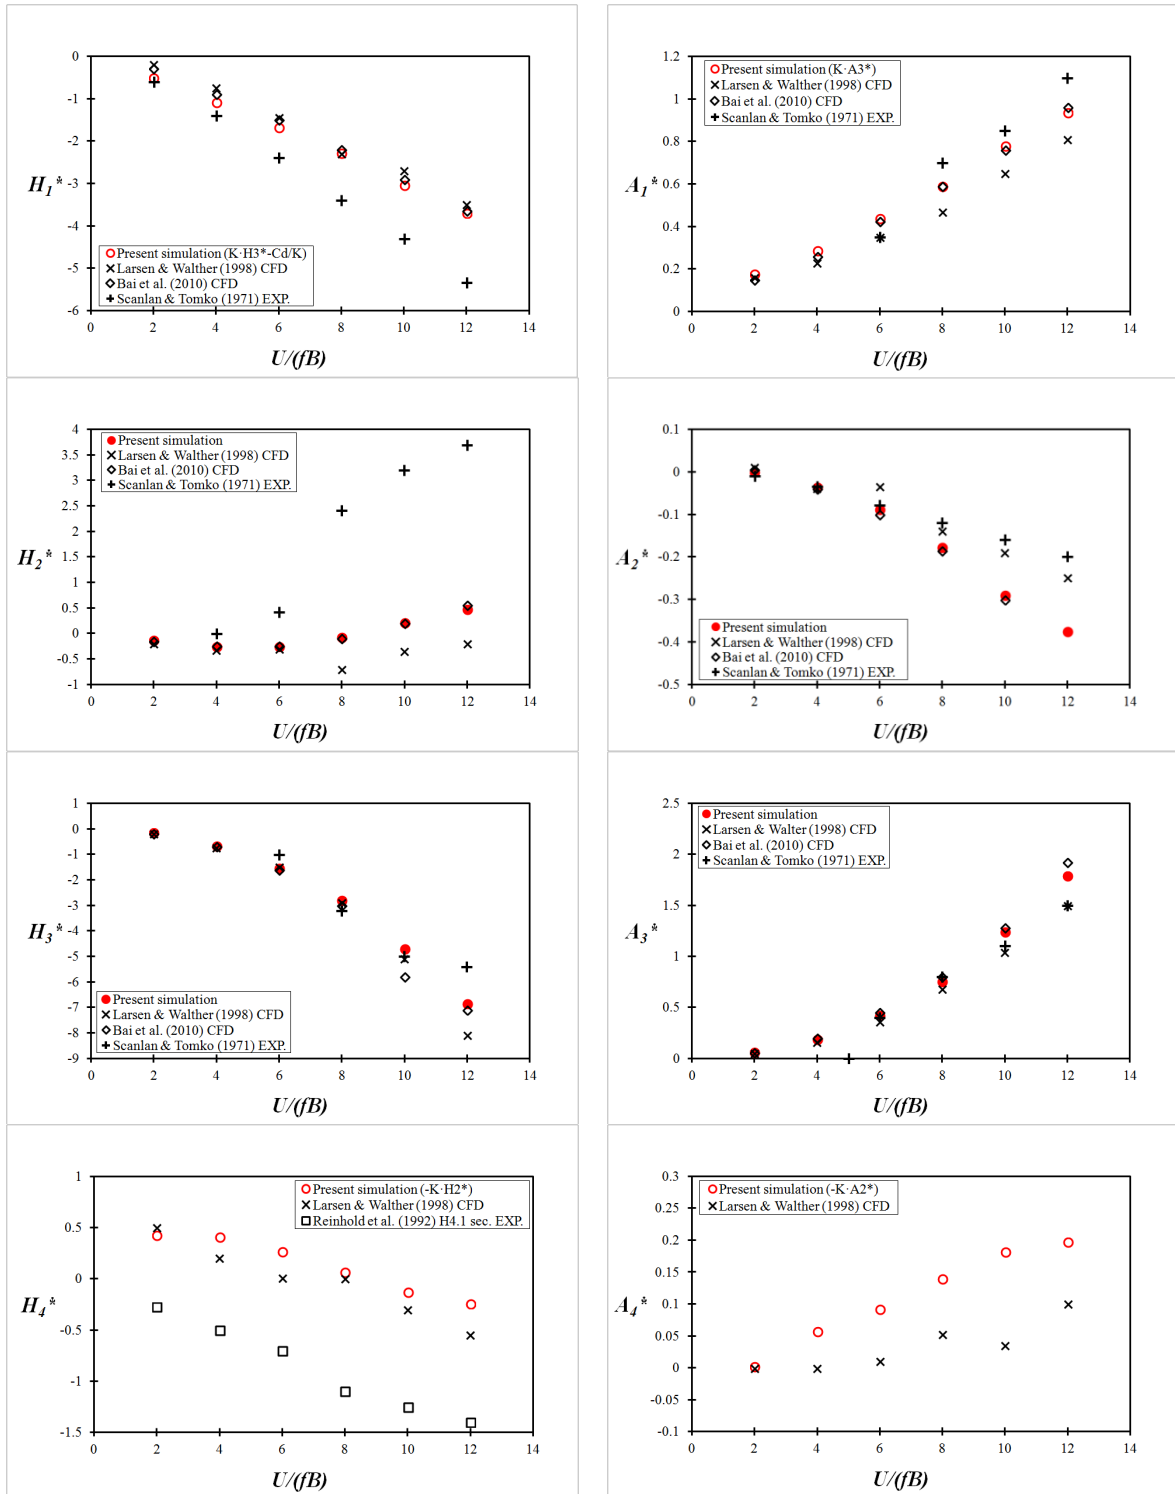 0
-1
-2
-3
-4
-5
-6
H1*
Present simulation (K·H3*-Cd/K)
Larsen & Walther (1998) CFD
Bai et al. (2010) CFD
Scanlan & Tomko (1971) EXP.
0 2 4 6 8 10 12 14
U/(fB)
1.2
1
0.8
0.6
0.4
0.2
0
A1*
Present simulation (K·A3*)
Larsen & Walther (1998) CFD
Bai et al. (2010) CFD
Scanlan & Tomko (1971) EXP.
0 2 4 6 8 10 12 14
U/(fB)
4
3.5
3
2.5
2
1.5
1
0.5
0
-0.5
-1
H2*
Present simulation
Larsen & Walther (1998) CFD
Bai et al. (2010) CFD
Scanlan & Tomko (1971) EXP.
0 2 4 6 8 10 12 14
U/(fB)
0.1
0
-0.1
-0.2
-0.3
-0.4
-0.5
A2*
Present simulation
Larsen & Walther (1998) CFD
Bai et al. (2010) CFD
Scanlan & Tomko (1971) EXP.
0 2 4 6 8 10 12 14
U/(fB)
1
0
-1
-2
-3
-4
-5
-6
-7
-8
-9
H3*
Present simulation
Larsen & Walther (1998) CFD
Bai et al. (2010) CFD
Scanlan & Tomko (1971) EXP.
0 2 4 6 8 10 12 14
U/(fB)
2.5
2
1.5
1
0.5
0
A3*
Present simulation
Larsen & Walter (1998) CFD
Bai et al. (2010) CFD
Scanlan & Tomko (1971) EXP.
0 2 4 6 8 10 12 14
U/(fB)
1
0.5
0
-0.5
-1
-1.5
H4*
Present simulation (-K·H2*)
Larsen & Walther (1998) CFD
Reinhold et al. (1992) H4.1 sec. EXP.
0 2 4 6 8 10 12 14
U/(fB)
0.3
0.25
0.2
0.15
0.1
0.05
0
-0.05
-0.1
A4*
Present simulation (-K·A2*)
Larsen & Walther (1998) CFD
0 2 4 6 8 10 12 14
U/(fB)